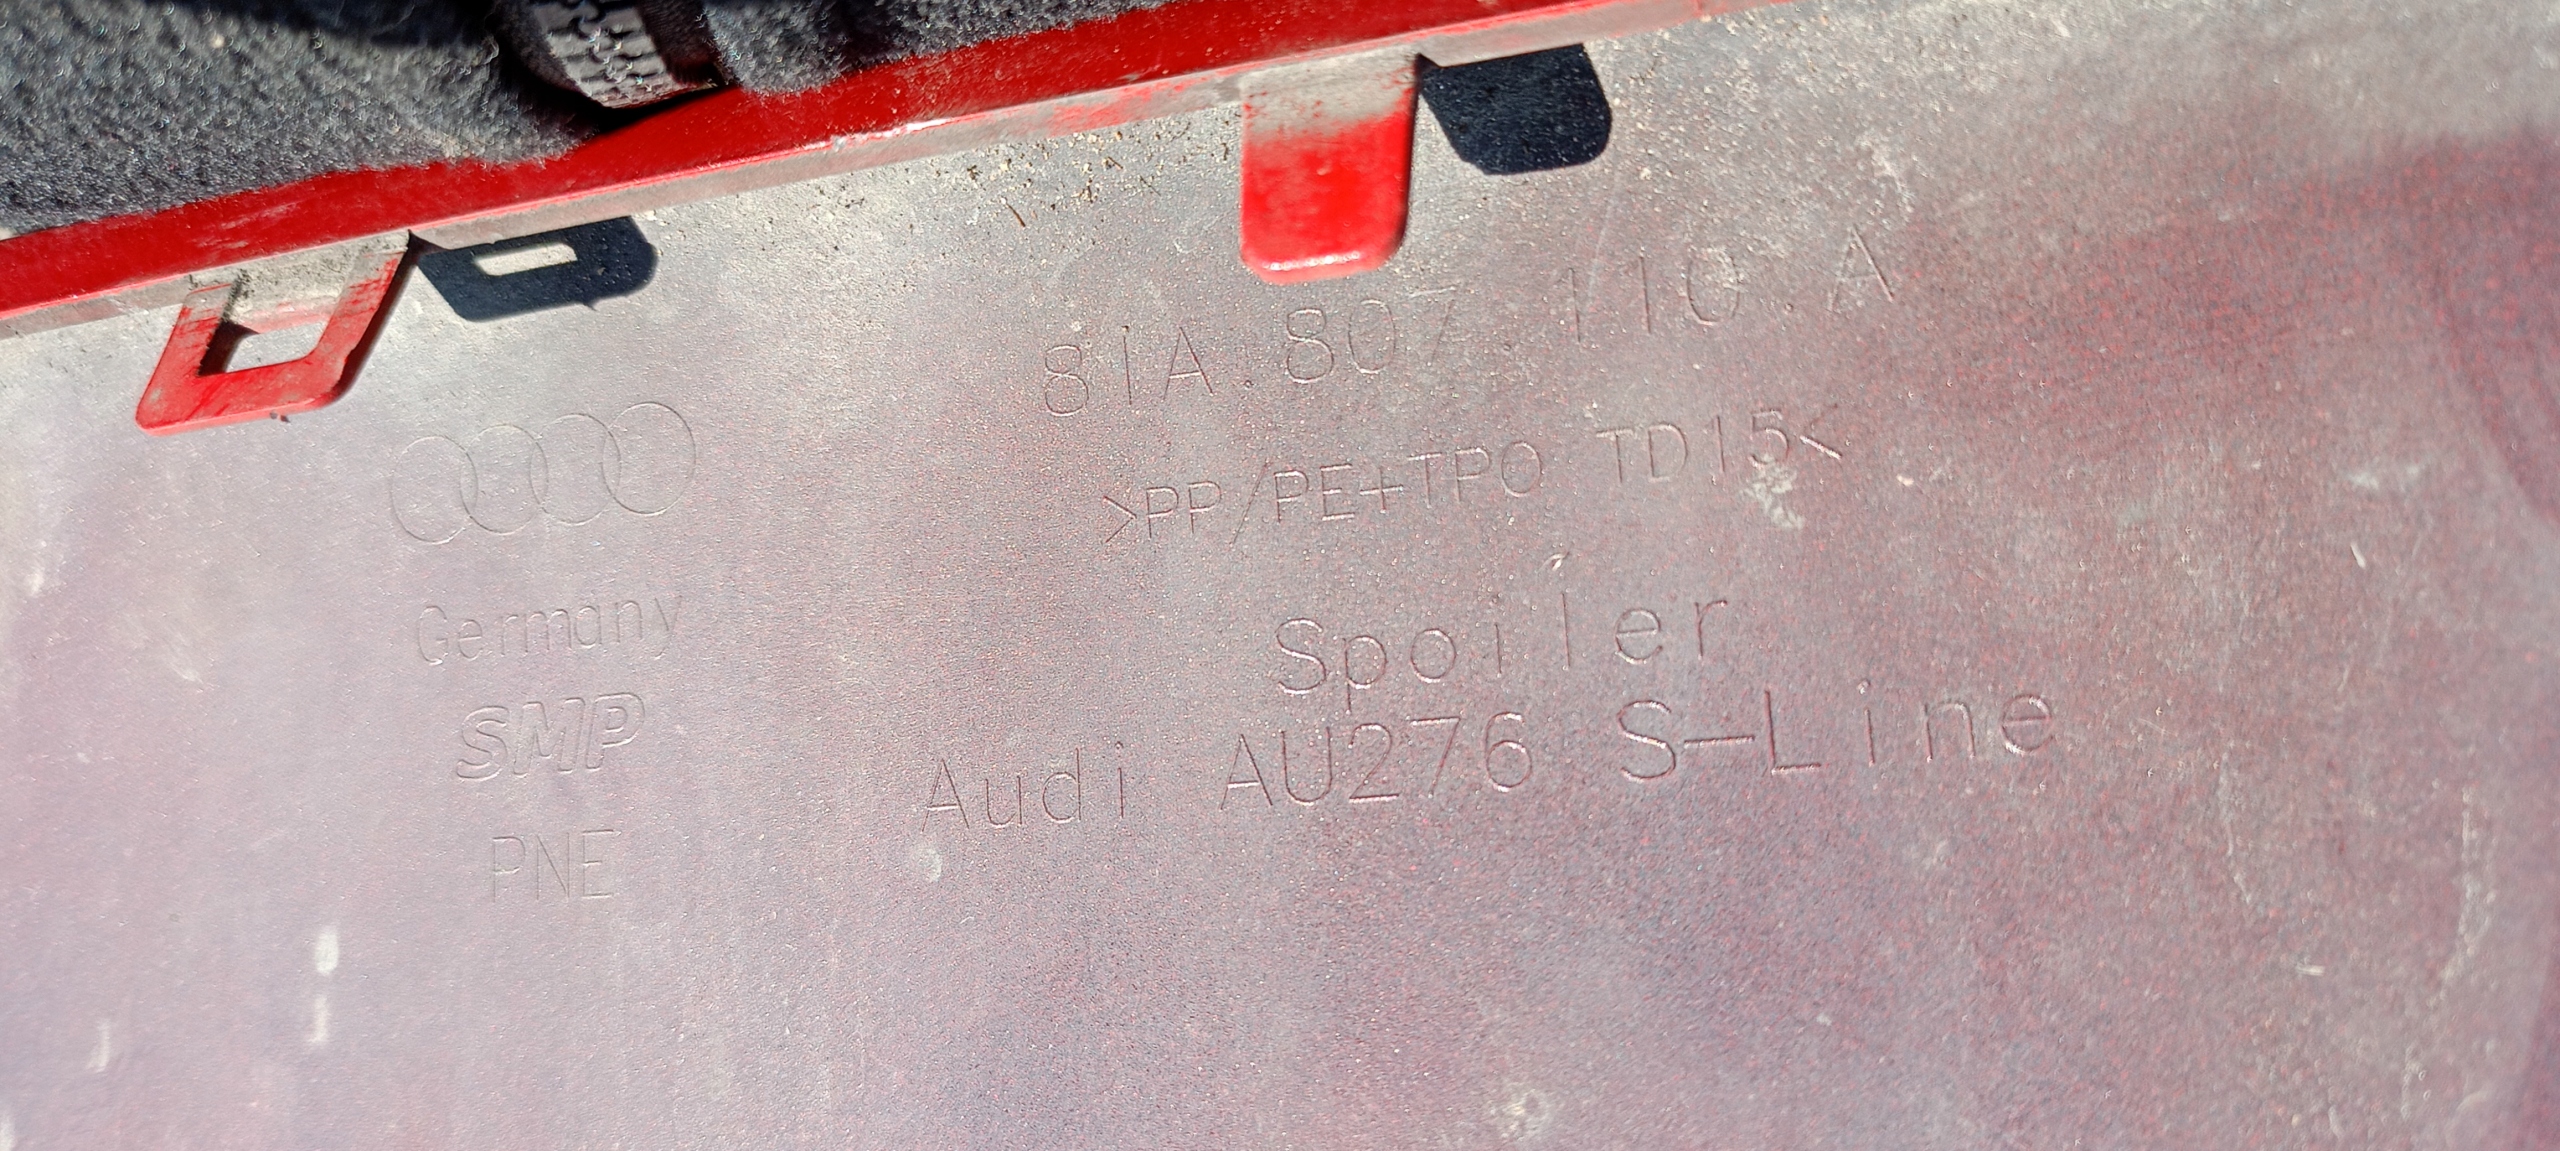 81A.807.110.A
>PP/PE+TPO TD15<
Spoiler
Audi AU276 S-Line
Germany
SMP
PNE